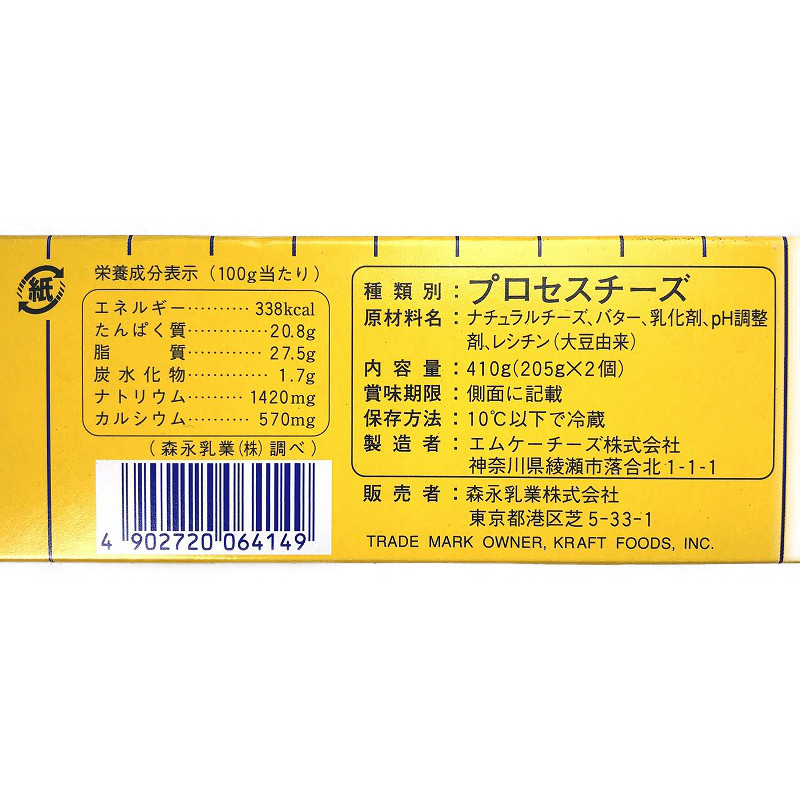 紙
栄養成分表示（100g当たり）
エネルギー………… 338kcal
たんぱく質………… 20.8g
脂　　質………… 27.5g
炭水化物………… 1.7g
ナトリウム……… 1420mg
カルシウム……… 570mg
（森永乳業㈱調べ）
4 902720 064149
種類別：プロセスチーズ
原材料名：ナチュラルチーズ、バター、乳化剤、pH調整
剤、レシチン（大豆由来）
内容量：410g(205g×2個)
賞味期限：側面に記載
保存方法：10℃以下で冷蔵
製造者：エムケーチーズ株式会社
神奈川県綾瀬市落合北1-1-1
販売者：森永乳業株式会社
東京都港区芝5-33-1
TRADE MARK OWNER, KRAFT FOODS, INC.